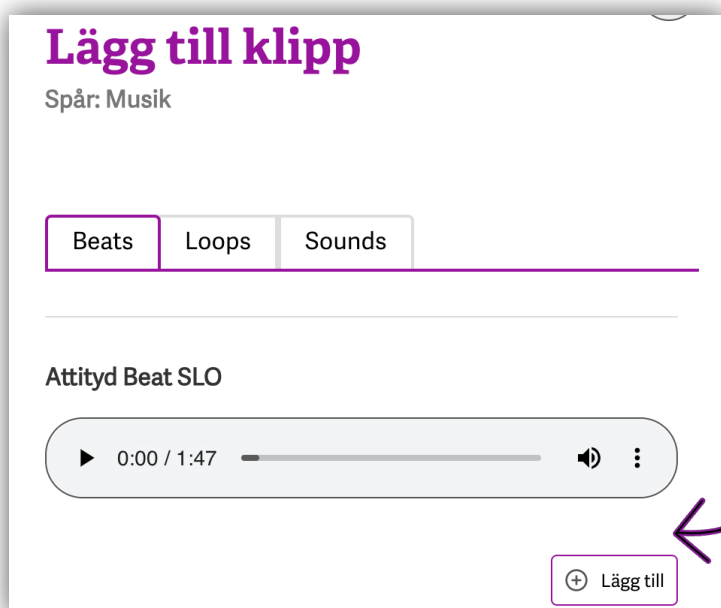 Lägg till klipp
Spår: Musik
Beats Loops Sounds
Attityd Beat SLO
0:00 / 1:47
Lägg till